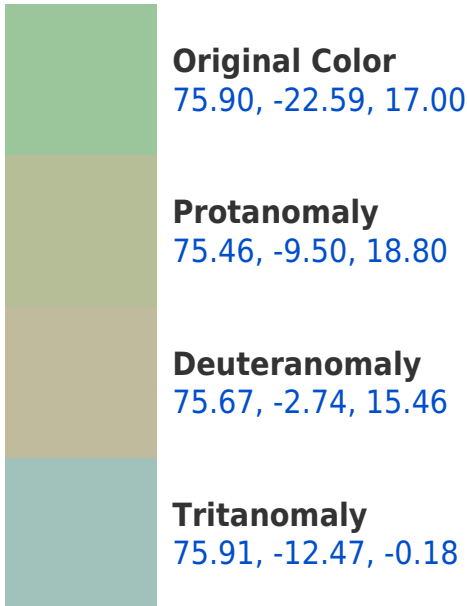 Original Color
75.90, -22.59, 17.00
Protanomaly
75.46, -9.50, 18.80
Deuteranomaly
75.67, -2.74, 15.46
Tritanomaly
75.91, -12.47, -0.18